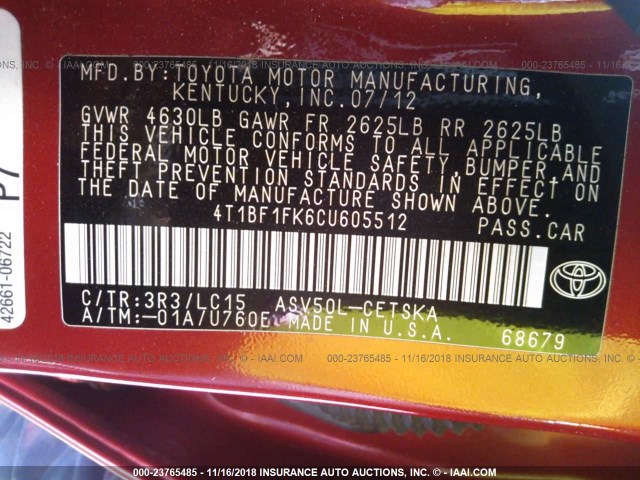 MFD.BY:TOYOTA MOTOR MANUFACTURING,
KENTUCKY,INC.07/12
GVWR 4630LB GAWR FR 2625LB RR 2625LB
THIS VEHICLE CONFORMS TO ALL APPLICABLE
FEDERAL MOTOR VEHICLE SAFETY,BUMPER,AND
THEFT PREVENTION STANDARDS IN EFFECT ON
THE DATE OF MANUFACTURE SHOWN ABOVE.
4T1BF1FK6CU605512 PASS.CAR
C/TR:3R3/LC15 ASV50L-CETSKA
A/TM:-01A/U760E MADE IN U.S.A. 68679
P7
42661-06722
000-23765485 - 11/16/2018 INSURANCE AUTO AUCTIONS - WWW.IAAI.COM